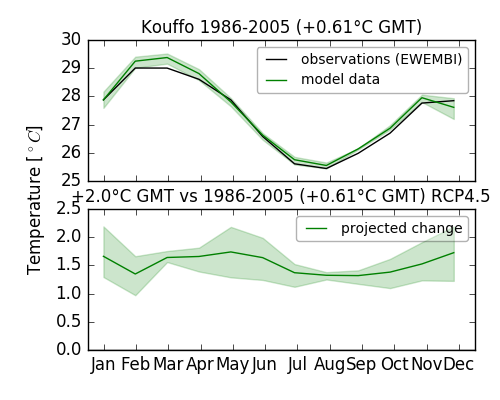 Kouffo 1986-2005 (+0.61°C GMT)
30
29
28
27
26
25
observations (EWEMBI)
model data
Temperature [°C]
+2.0°C GMT vs 1986-2005 (+0.61°C GMT) RCP4.5
2.5
2.0
1.5
1.0
0.5
0.0
projected change
Jan Feb Mar Apr May Jun Jul Aug Sep Oct Nov Dec